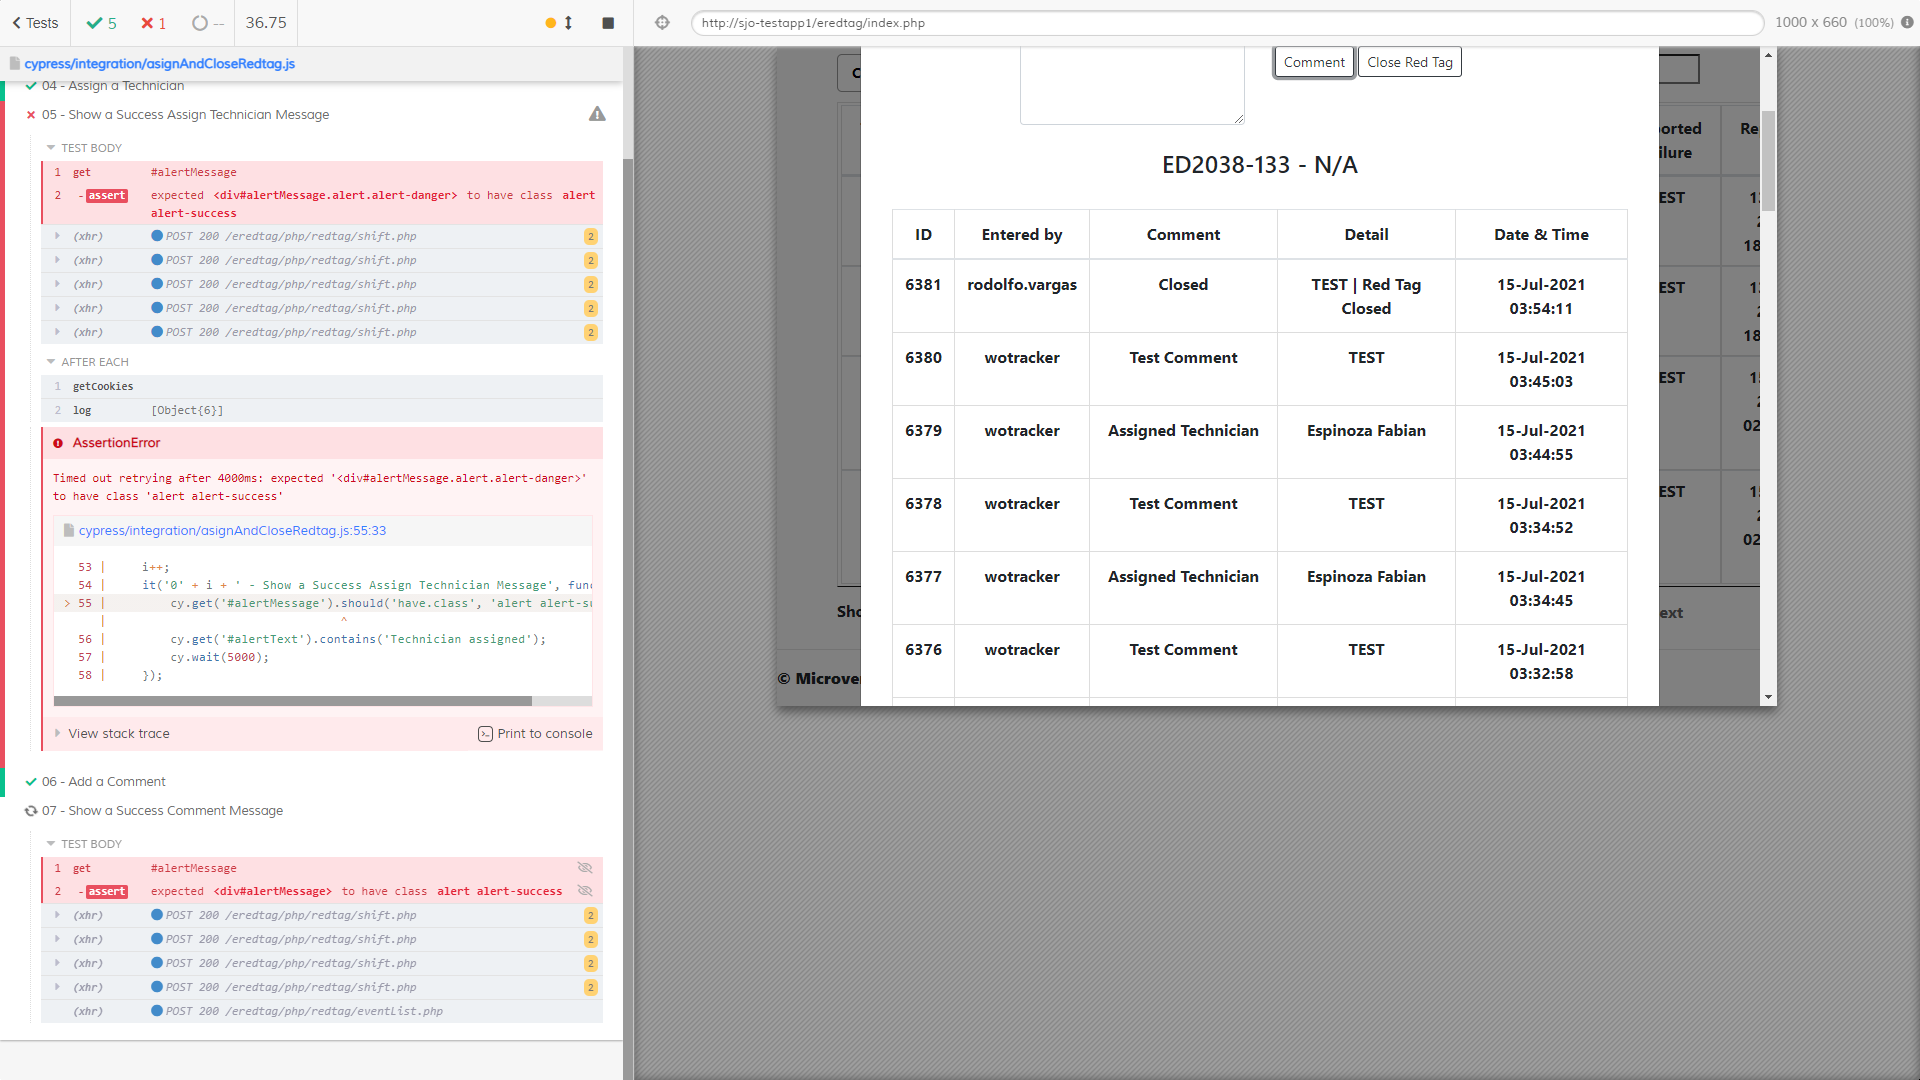 Tests
5
1
--
36.75
http://sjo-testapp1/eredtag/index.php
1000 x 660 (100%)
cypress/integration/asignAndCloseRedtag.js
04 - Assign a Technician
05 - Show a Success Assign Technician Message
TEST BODY
1 get #alertMessage
2 - assert expected <div#alertMessage.alert.alert-danger> to have class alert
alert-success
(xhr) POST 200 /eredtag/php/redtag/shift.php 2
(xhr) POST 200 /eredtag/php/redtag/shift.php 2
(xhr) POST 200 /eredtag/php/redtag/shift.php 2
(xhr) POST 200 /eredtag/php/redtag/shift.php 2
(xhr) POST 200 /eredtag/php/redtag/shift.php 2
AFTER EACH
1 getCookies
2 log [Object{6}]
AssertionError
Timed out retrying after 4000ms: expected '<div#alertMessage.alert.alert-danger>'
to have class 'alert alert-success'
cypress/integration/asignAndCloseRedtag.js:55:33
53 | i++;
54 | it('0' + i + ' - Show a Success Assign Technician Message', func
> 55 | cy.get('#alertMessage').should('have.class', 'alert alert-su
| ^
56 | cy.get('#alertText').contains('Technician assigned');
57 | cy.wait(5000);
58 | });
View stack trace
Print to console
06 - Add a Comment
07 - Show a Success Comment Message
TEST BODY
1 get #alertMessage
2 - assert expected <div#alertMessage> to have class alert alert-success
(xhr) POST 200 /eredtag/php/redtag/shift.php 2
(xhr) POST 200 /eredtag/php/redtag/shift.php 2
(xhr) POST 200 /eredtag/php/redtag/shift.php 2
(xhr) POST 200 /eredtag/php/redtag/shift.php 2
(xhr) POST 200 /eredtag/php/redtag/eventList.php
Comment
Close Red Tag
ED2038-133 - N/A
ID Entered by Comment Detail Date & Time
6381 rodolfo.vargas Closed TEST | Red Tag Closed 15-Jul-2021 03:54:11
6380 wotracker Test Comment TEST 15-Jul-2021 03:45:03
6379 wotracker Assigned Technician Espinoza Fabian 15-Jul-2021 03:44:55
6378 wotracker Test Comment TEST 15-Jul-2021 03:34:52
6377 wotracker Assigned Technician Espinoza Fabian 15-Jul-2021 03:34:45
6376 wotracker Test Comment TEST 15-Jul-2021 03:32:58
orted
ilure
Re
EST
EST
EST
EST
18
18
02
02
Sho
ext
© Microve